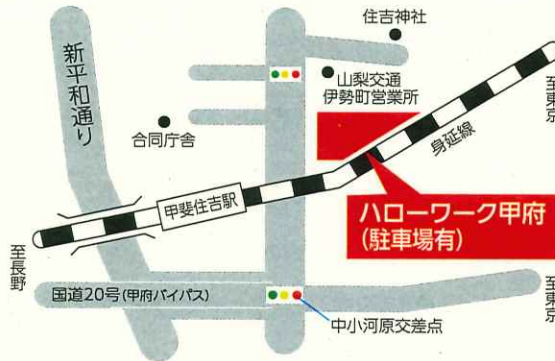 住吉神社
新平和通り
山梨交通
伊勢町営業所
至東京
合同庁舎
身延線
甲斐住吉駅
ハローワーク甲府
(駐車場有)
至長野
国道20号(甲府バイパス)
至東京
中小河原交差点